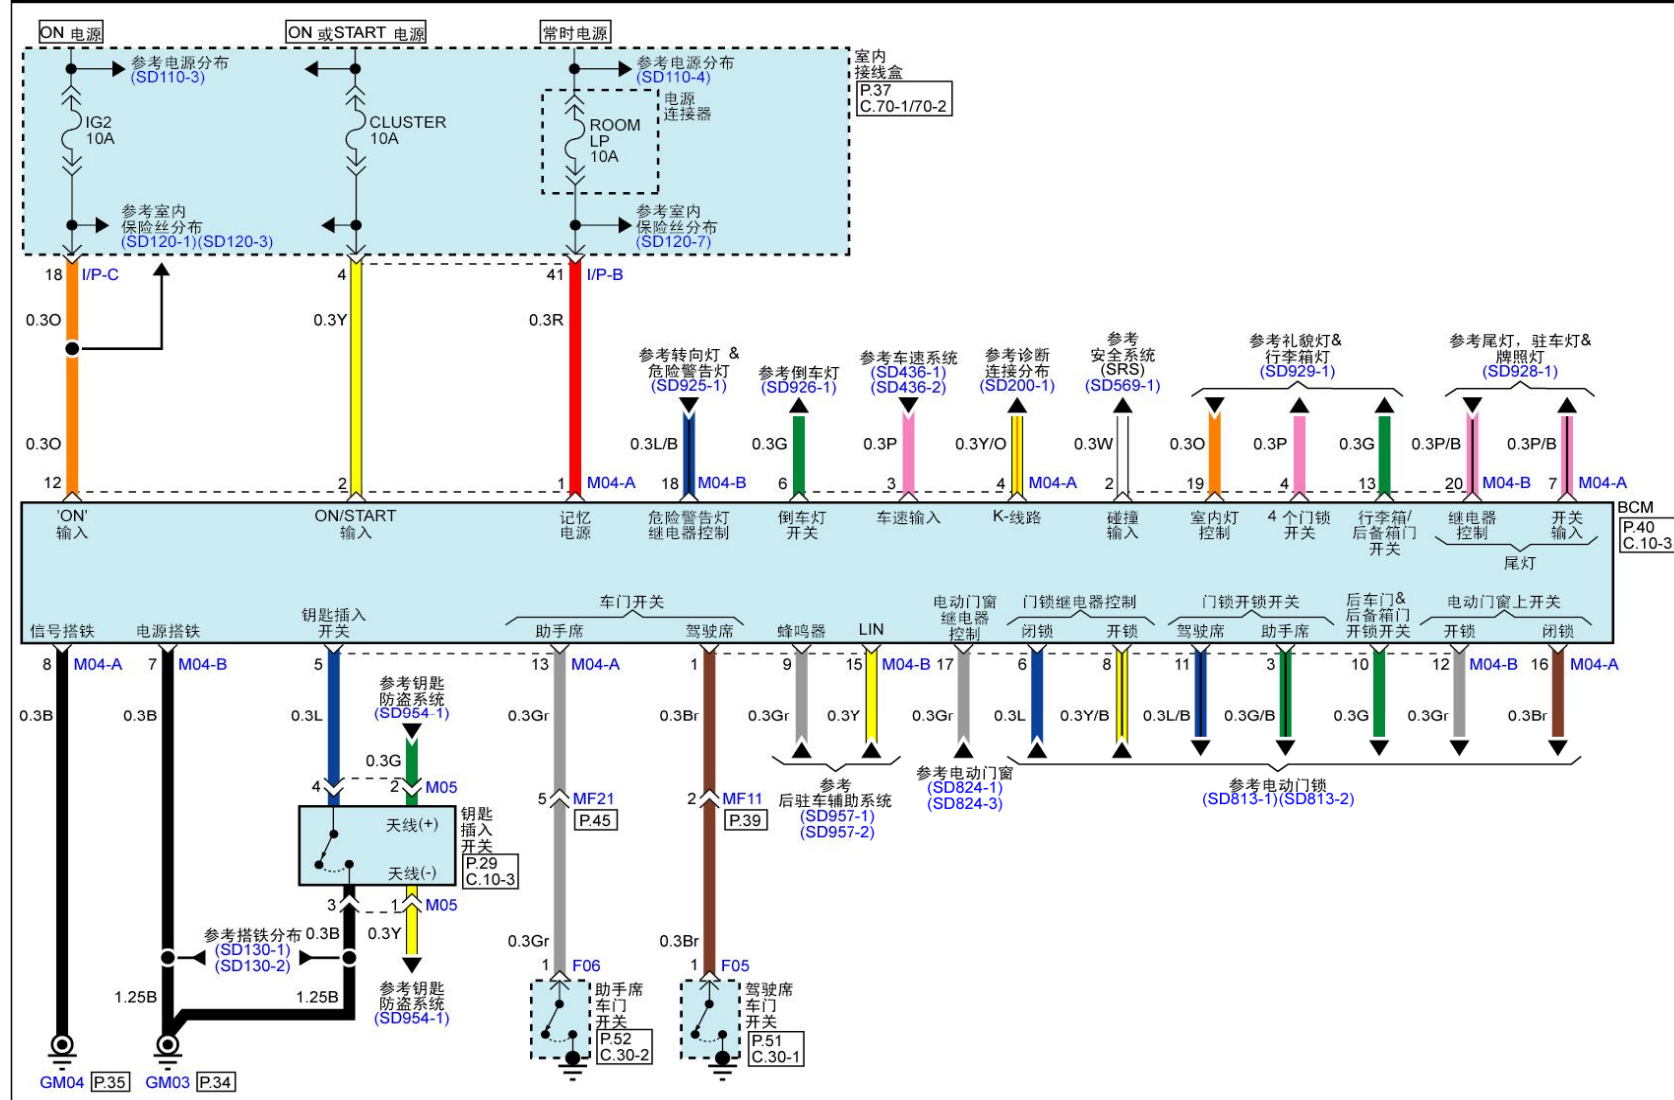 ON 电源
ON 或START 电源
常时电源
参考电源分布
(SD110-3)
参考电源分布
(SD110-4)
室内
接线盒
P.37
C.70-1/70-2
IG2
10A
CLUSTER
10A
电源
连接器
ROOM
LP
10A
参考室内
保险丝分布
(SD120-1)(SD120-3)
参考室内
保险丝分布
(SD120-7)
18 I/P-C
4
41 I/P-B
0.3O
0.3Y
0.3R
参考转向灯 &
危险警告灯
(SD925-1)
参考倒车灯
(SD926-1)
参考车速系统
(SD436-1)
(SD436-2)
参考诊断
连接分布
(SD200-1)
参考
安全系统
(SRS)
(SD569-1)
参考礼貌灯&
行李箱灯
(SD929-1)
参考尾灯，驻车灯&
牌照灯
(SD928-1)
0.3O
0.3L/B
0.3G
0.3P
0.3Y/O
0.3W
0.3O
0.3P
0.3G
0.3P/B
0.3P/B
12
2
1 M04-A
18 M04-B
6
3
4 M04-A
2
19
4
13
20 M04-B
7 M04-A
BCM
P.40
C.10-3
'ON'
输入
ON/START
输入
记忆
电源
危险警告灯
继电器控制
倒车灯
开关
车速输入
K-线路
碰撞
输入
室内灯
控制
4 个门锁
开关
行李箱/
后备箱门
开关
继电器
控制
开关
输入
尾灯
信号搭铁
电源搭铁
钥匙插入
开关
车门开关
助手席
驾驶席
蜂鸣器
LIN
电动门窗
继电器
控制
门锁继电器控制
闭锁
开锁
门锁开锁开关
驾驶席
助手席
后车门&
后备箱门
开锁开关
电动门窗上开关
开锁
闭锁
8 M04-A
7 M04-B
5
13 M04-A
1
9
15 M04-B
17
6
8
11
3
10
12 M04-B
16 M04-A
0.3B
0.3B
0.3L
参考钥匙
防盗系统
(SD954-1)
0.3Gr
0.3Br
0.3Gr
0.3Y
0.3Gr
0.3L
0.3Y/B
0.3L/B
0.3G/B
0.3G
0.3Gr
0.3Br
0.3G
4
2 M05
5 MF21
P.45
2 MF11
P.39
参考
后驻车辅助系统
(SD957-1)
(SD957-2)
参考电动门窗
(SD824-1)
(SD824-3)
参考电动门锁
(SD813-1)(SD813-2)
天线(+)
天线(-)
钥匙
插入
开关
P.29
C.10-3
3
1 M05
参考搭铁分布
(SD130-1)
(SD130-2)
0.3B
0.3Y
0.3Gr
0.3Br
1 F06
1 F05
1.25B
1.25B
参考钥匙
防盗系统
(SD954-1)
助手席
车门
开关
P.52
C.30-2
驾驶席
车门
开关
P.51
C.30-1
GM04 P.35
GM03 P.34